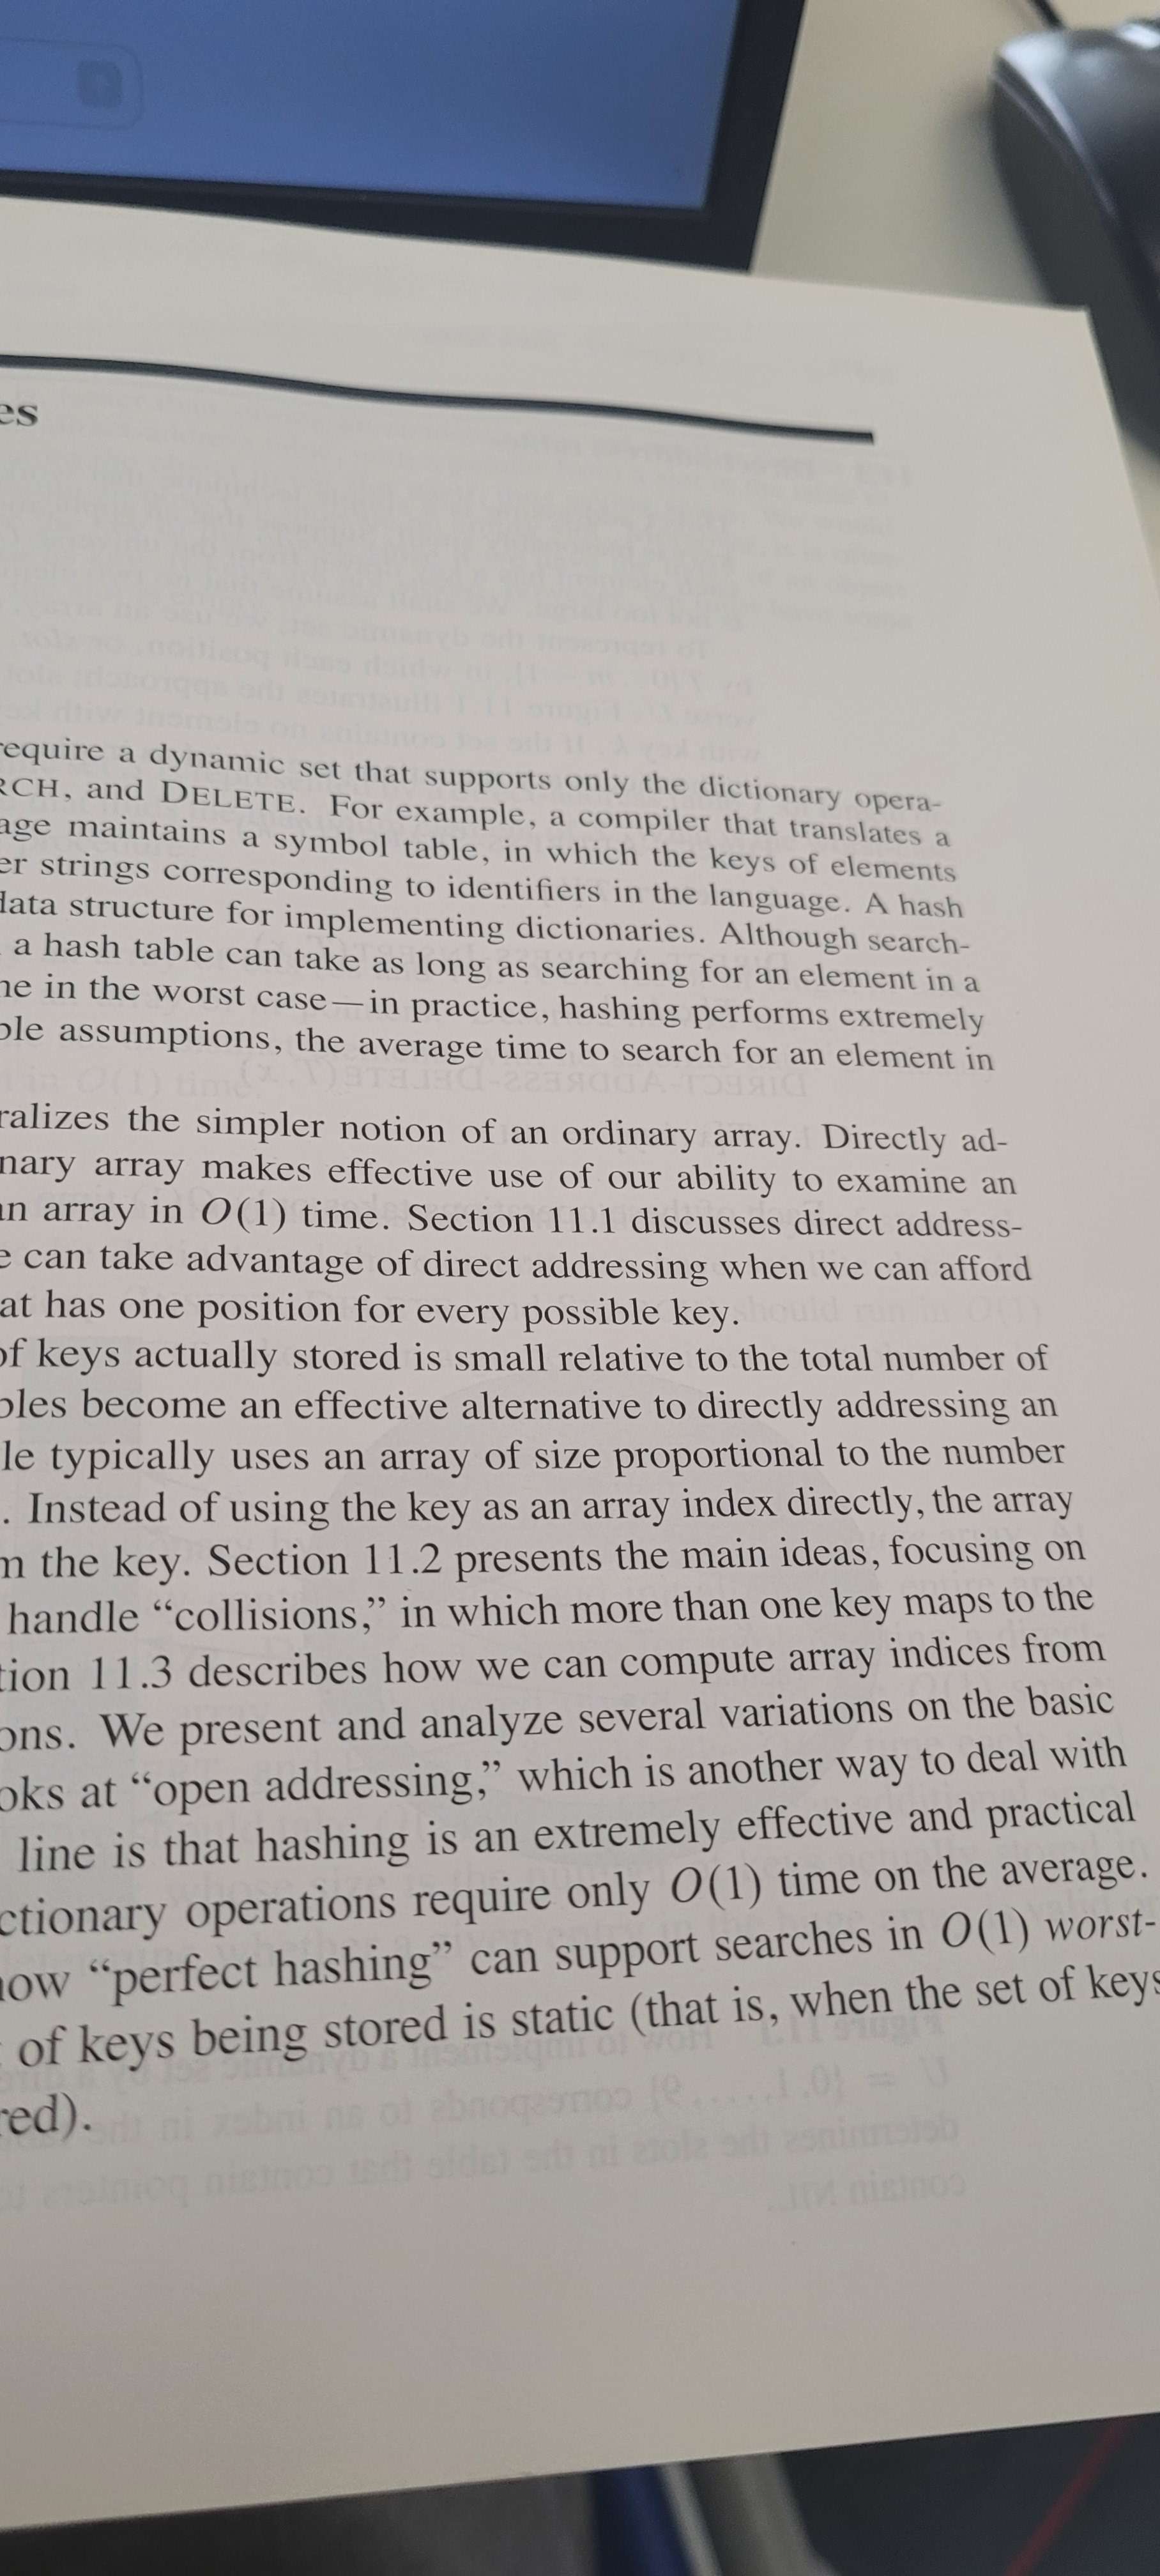 es
require a dynamic set that supports only the dictionary opera-
RCH, and DELETE. For example, a compiler that translates a
age maintains a symbol table, in which the keys of elements
er strings corresponding to identifiers in the language. A hash
data structure for implementing dictionaries. Although search-
a hash table can take as long as searching for an element in a
ne in the worst case—in practice, hashing performs extremely
ble assumptions, the average time to search for an element in
ralizes the simpler notion of an ordinary array. Directly ad-
nary array makes effective use of our ability to examine an
an array in O(1) time. Section 11.1 discusses direct address-
e can take advantage of direct addressing when we can afford
at has one position for every possible key.
of keys actually stored is small relative to the total number of
bles become an effective alternative to directly addressing an
le typically uses an array of size proportional to the number
. Instead of using the key as an array index directly, the array
m the key. Section 11.2 presents the main ideas, focusing on
handle “collisions,” in which more than one key maps to the
tion 11.3 describes how we can compute array indices from
ons. We present and analyze several variations on the basic
oks at “open addressing,” which is another way to deal with
line is that hashing is an extremely effective and practical
ctionary operations require only O(1) time on the average.
how “perfect hashing” can support searches in O(1) worst-
of keys being stored is static (that is, when the set of keys
red).